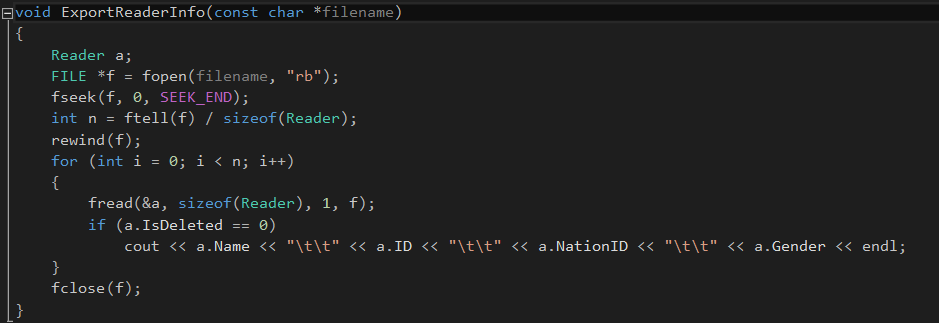 void ExportReaderInfo(const char *filename)
{
    Reader a;
    FILE *f = fopen(filename, "rb");
    fseek(f, 0, SEEK_END);
    int n = ftell(f) / sizeof(Reader);
    rewind(f);
    for (int i = 0; i < n; i++)
    {
        fread(&a, sizeof(Reader), 1, f);
        if (a.IsDeleted == 0)
            cout << a.Name << "\t\t" << a.ID << "\t\t" << a.NationID << "\t\t" << a.Gender << endl;
    }
    fclose(f);
}